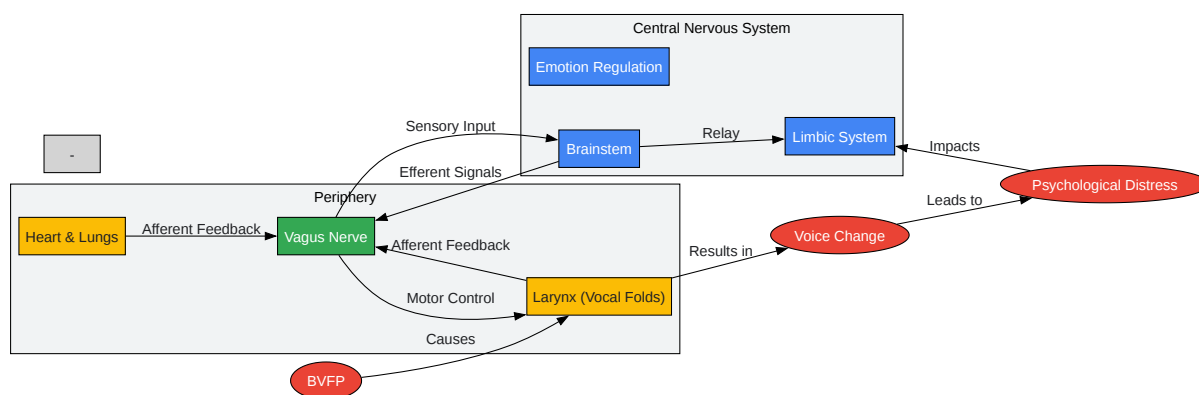 Central Nervous System
Emotion Regulation
Sensory Input
-
Brainstem
Relay
Limbic System
Impacts
Efferent Signals
Psychological Distress
Periphery
Leads to
Heart & Lungs
Afferent Feedback
Vagus Nerve
Afferent Feedback
Voice Change
Results in
Motor Control
Larynx (Vocal Folds)
Causes
BVFP